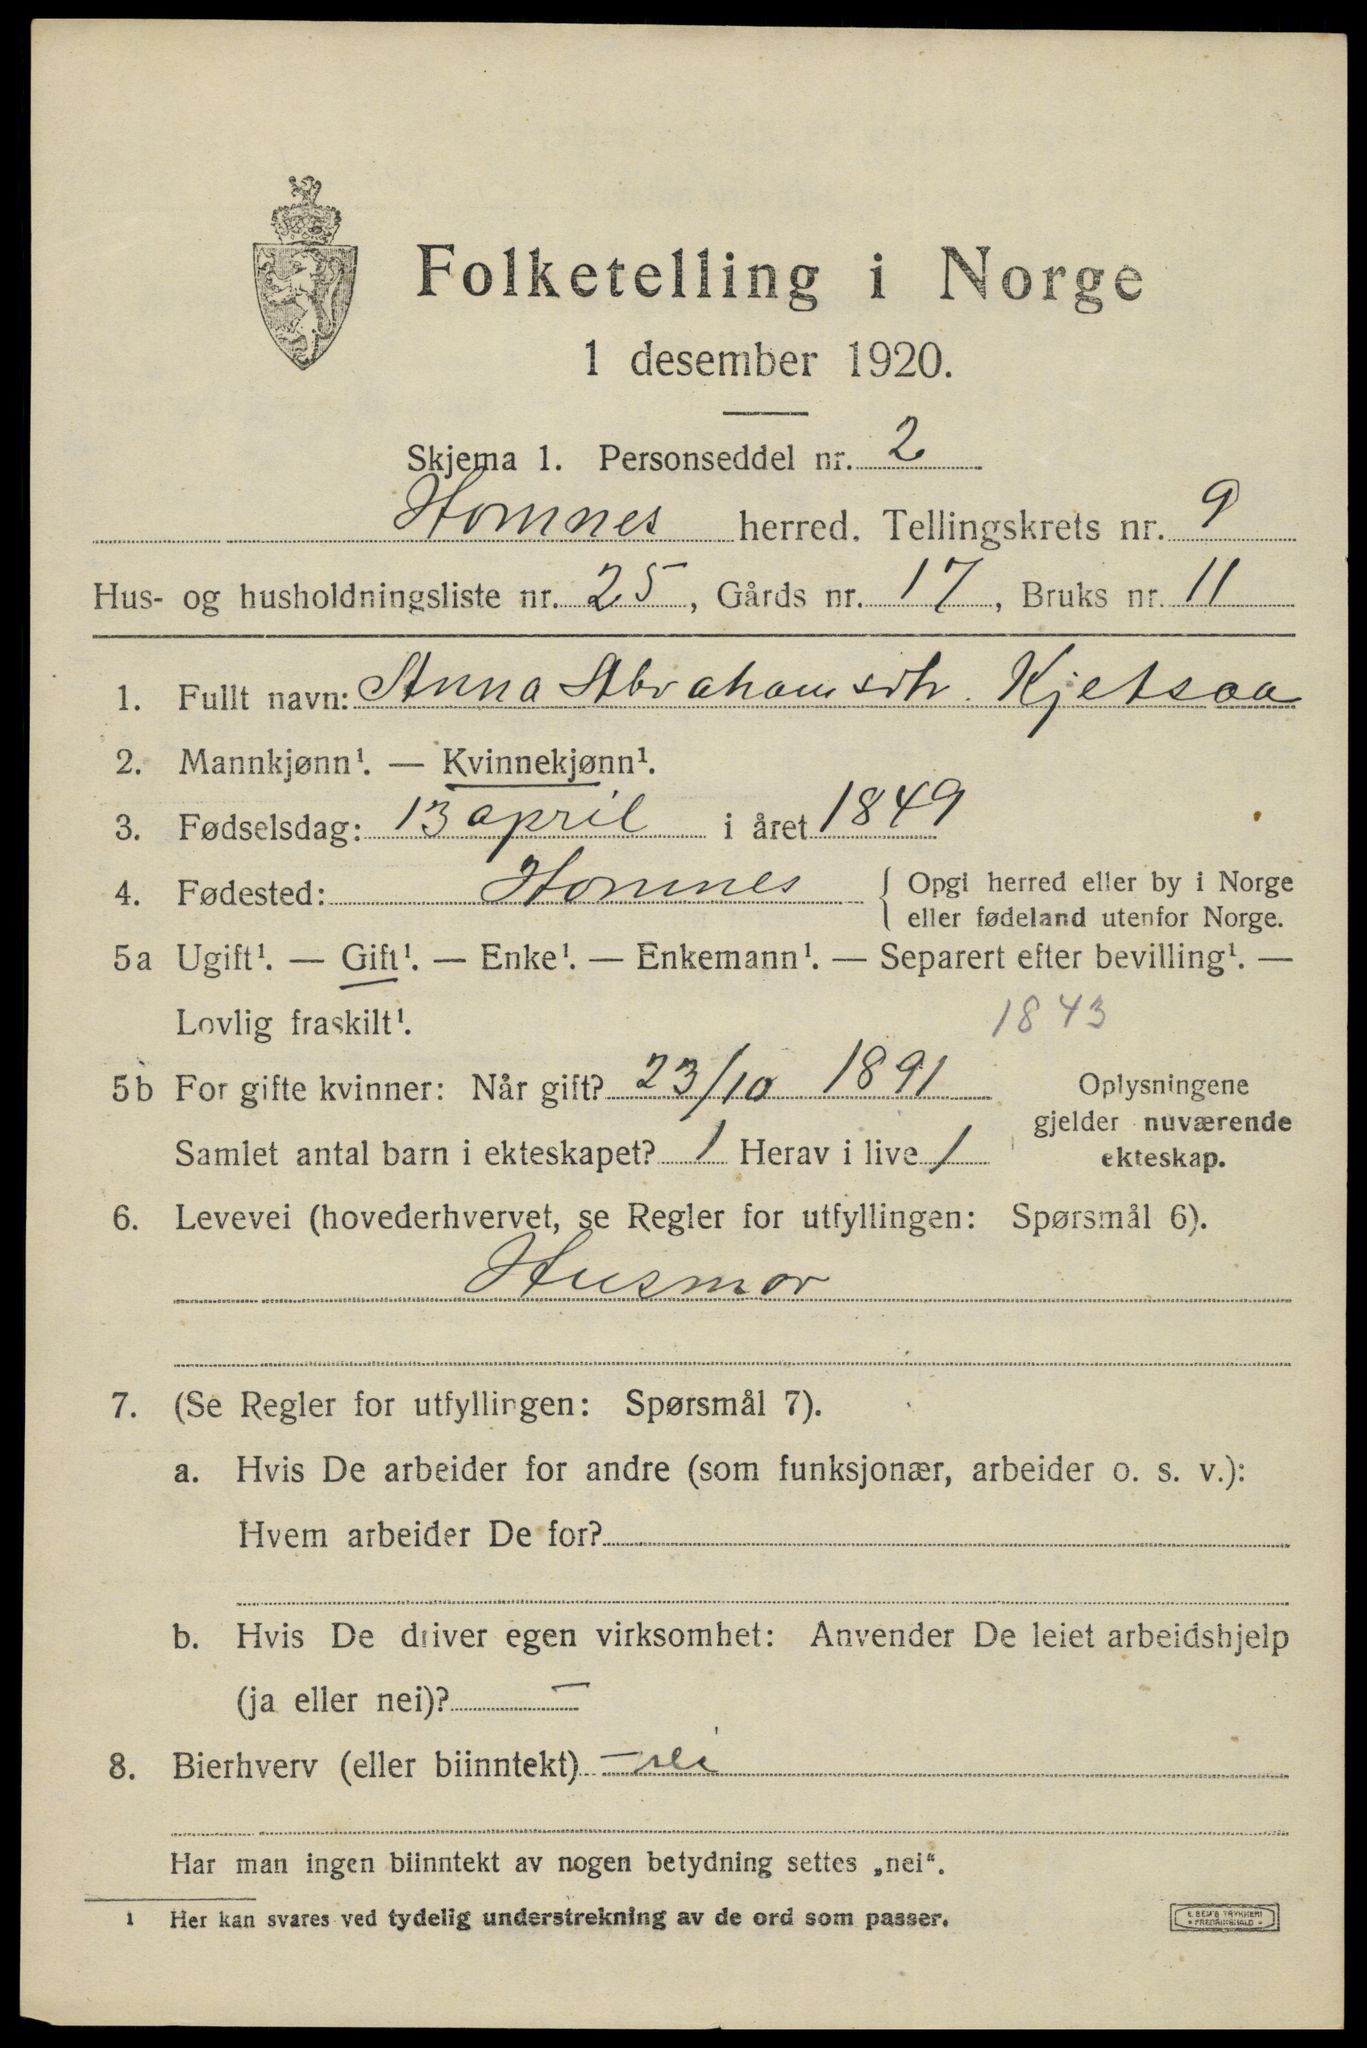 Folketelling i Norge
1 desember 1920.
Skjema 1. Personseddel nr. 2
Homnes herred. Tellingskrets nr. 9
Hus- og husholdningsliste nr. 25, Gårds nr. 17, Bruks nr. 11
1. Fullt navn: Anna Abrahamsdtr. Kjetsaa
2. Mannkjønn¹. — Kvinnekjønn¹.
3. Fødselsdag: 13 april i året 1849
4. Fødested: Homnes { Opgi herred eller by i Norge
eller fødeland utenfor Norge.
5a Ugift¹. — Gift¹. — Enke¹. — Enkemann¹. — Separert efter bevilling¹. —
Lovlig fraskilt¹. 1843
5b For gifte kvinner: Når gift? 23/10 1891 Oplysningene
gjelder nuværende
Samlet antal barn i ekteskapet? 1 Herav i live 1 ekteskap.
6. Levevei (hovederhvervet, se Regler for utfyllingen: Spørsmål 6).
Husmor
7. (Se Regler for utfyllingen: Spørsmål 7).
a. Hvis De arbeider for andre (som funksjonær, arbeider o. s. v.):
Hvem arbeider De for?
b. Hvis De driver egen virksomhet: Anvender De leiet arbeidshjelp
(ja eller nei)? —
8. Bierhverv (eller biinntekt) — nei
Har man ingen biinntekt av nogen betydning settes „nei“.
1 Her kan svares ved tydelig understrekning av de ord som passer.
E. SEM'S TRYKKERI
• FREDRIKSHALD •